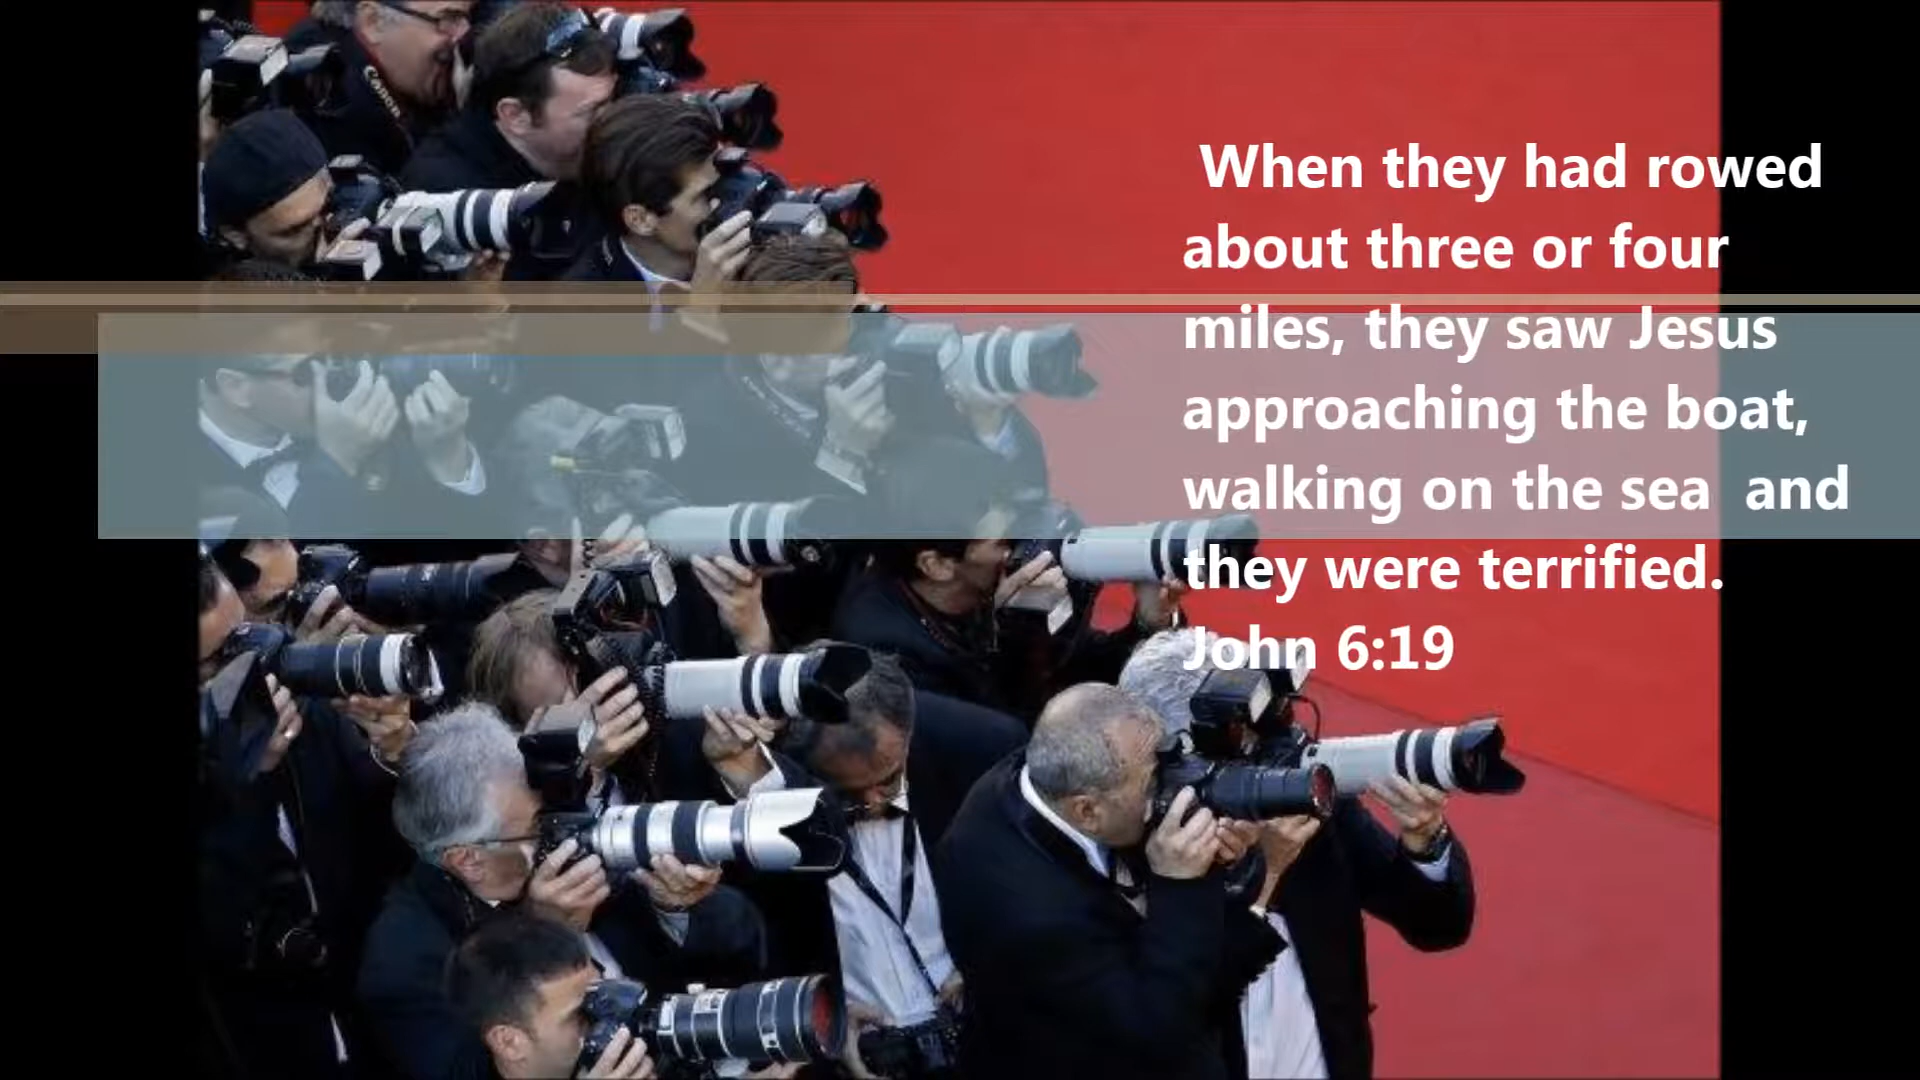 Canon
When they had rowed
about three or four
miles, they saw Jesus
approaching the boat,
walking on the sea  and
they were terrified.
John 6:19